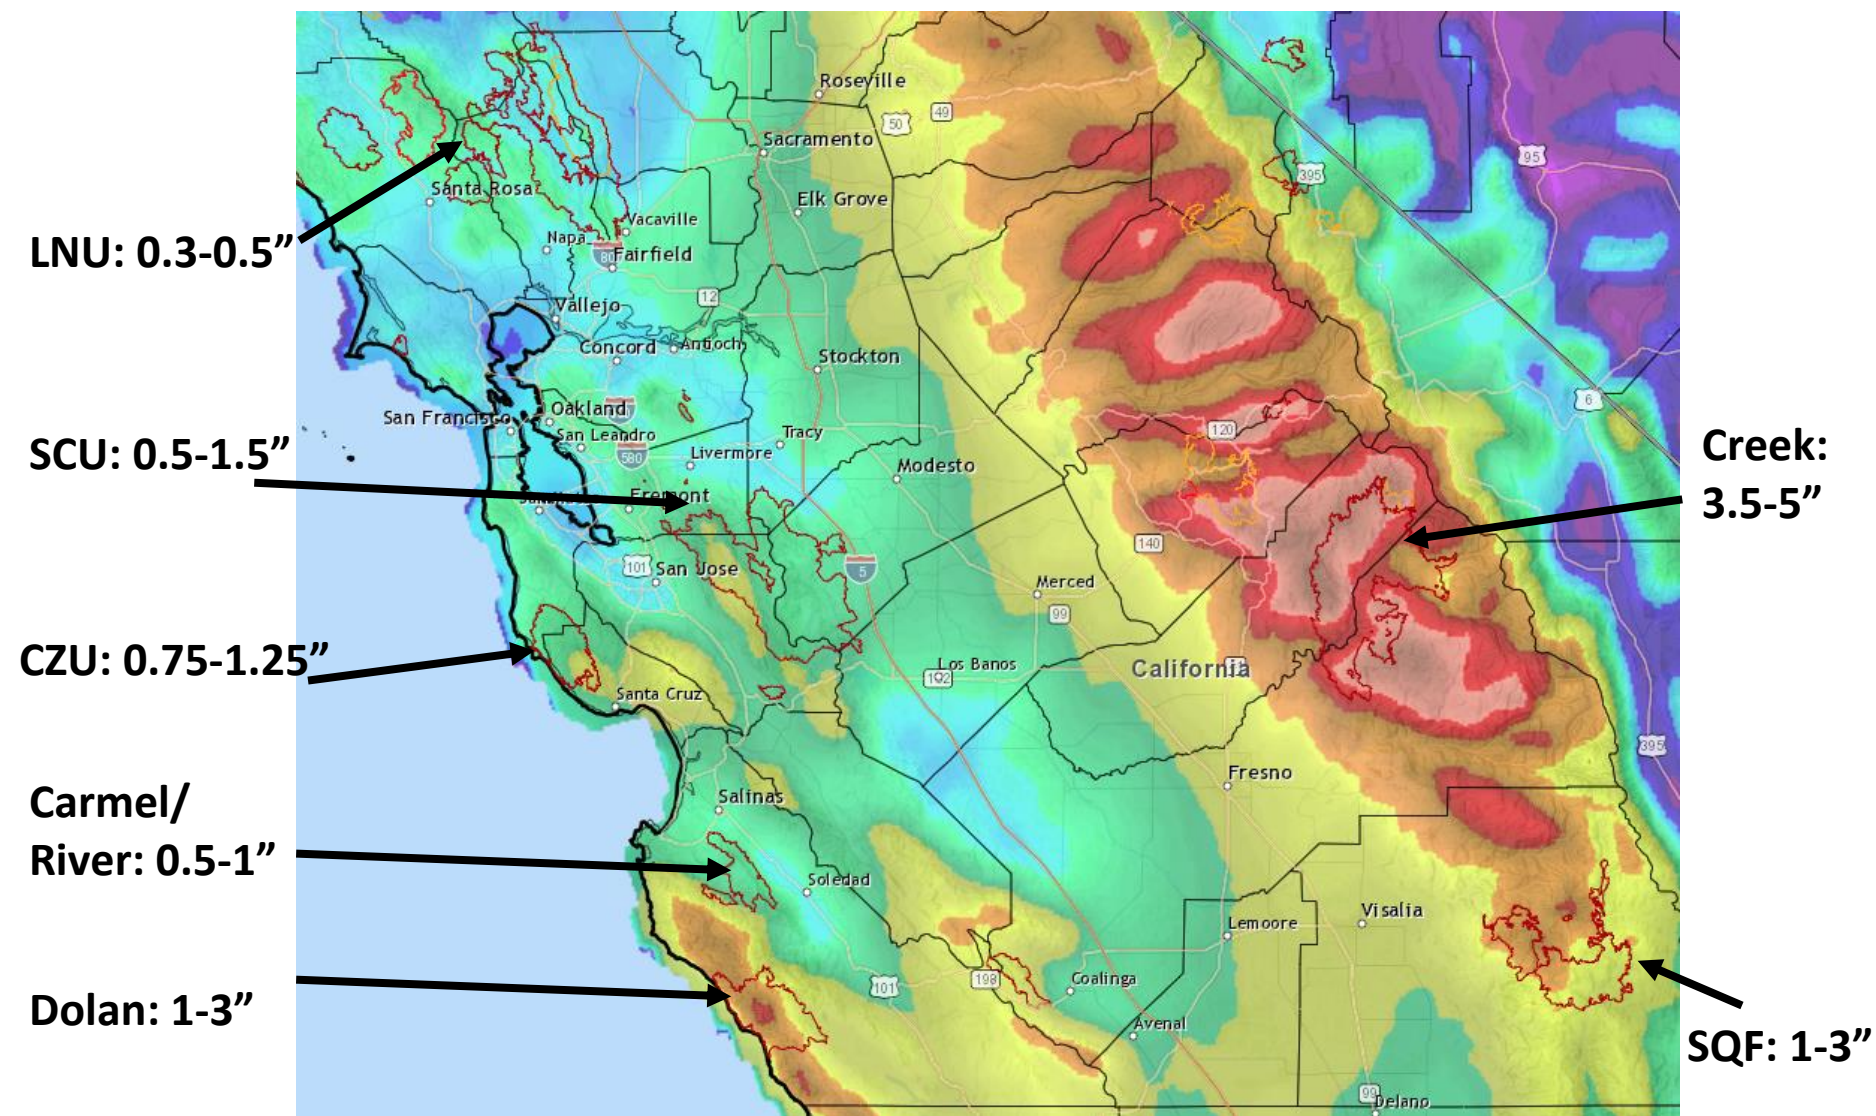 Roseville
49
50
Sacramento
95
395
Santa Rosa
Elk Grove
Vacaville
Napa
LNU: 0.3-0.5”
80
Fairfield
12
Vallejo
Concord
Antioch
Stockton
6
San Francisco
Oakland
120
San Leandro
Tracy
SCU: 0.5-1.5”
580
Livermore
Modesto
Creek:
3.5-5”
Fremont
140
101
San Jose
5
Merced
99
CZU: 0.75-1.25”
Los Banos
California
Santa Cruz
395
Fresno
Carmel/
River: 0.5-1”
Salinas
Soledad
Visalia
Lemoore
198
Coalinga
101
Dolan: 1-3”
Avenal
SQF: 1-3”
99
Delano